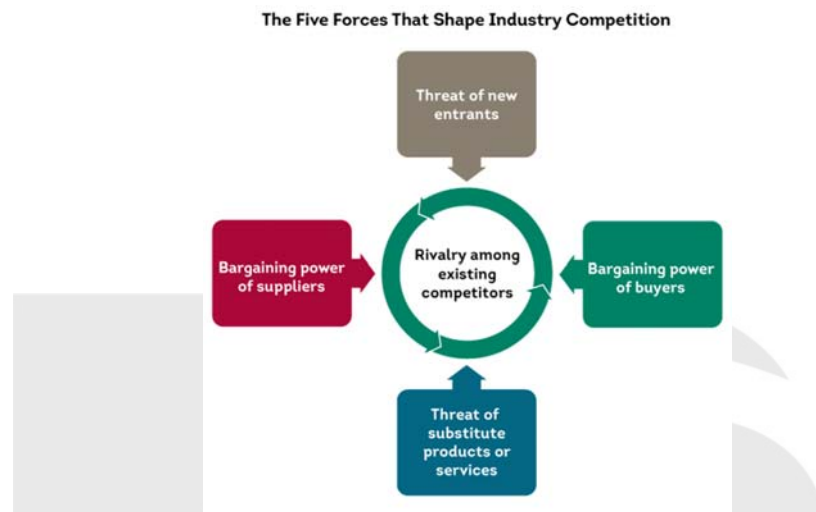 The Five Forces That Shape Industry Competition
Threat of new
entrants
Bargaining power
of suppliers
Rivalry among
existing
competitors
Bargaining power
of buyers
Threat of
substitute
products or
services